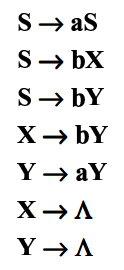 S → aS
S → bX
S → bY
X → bY
Y → aY
X → Λ
Y → Λ